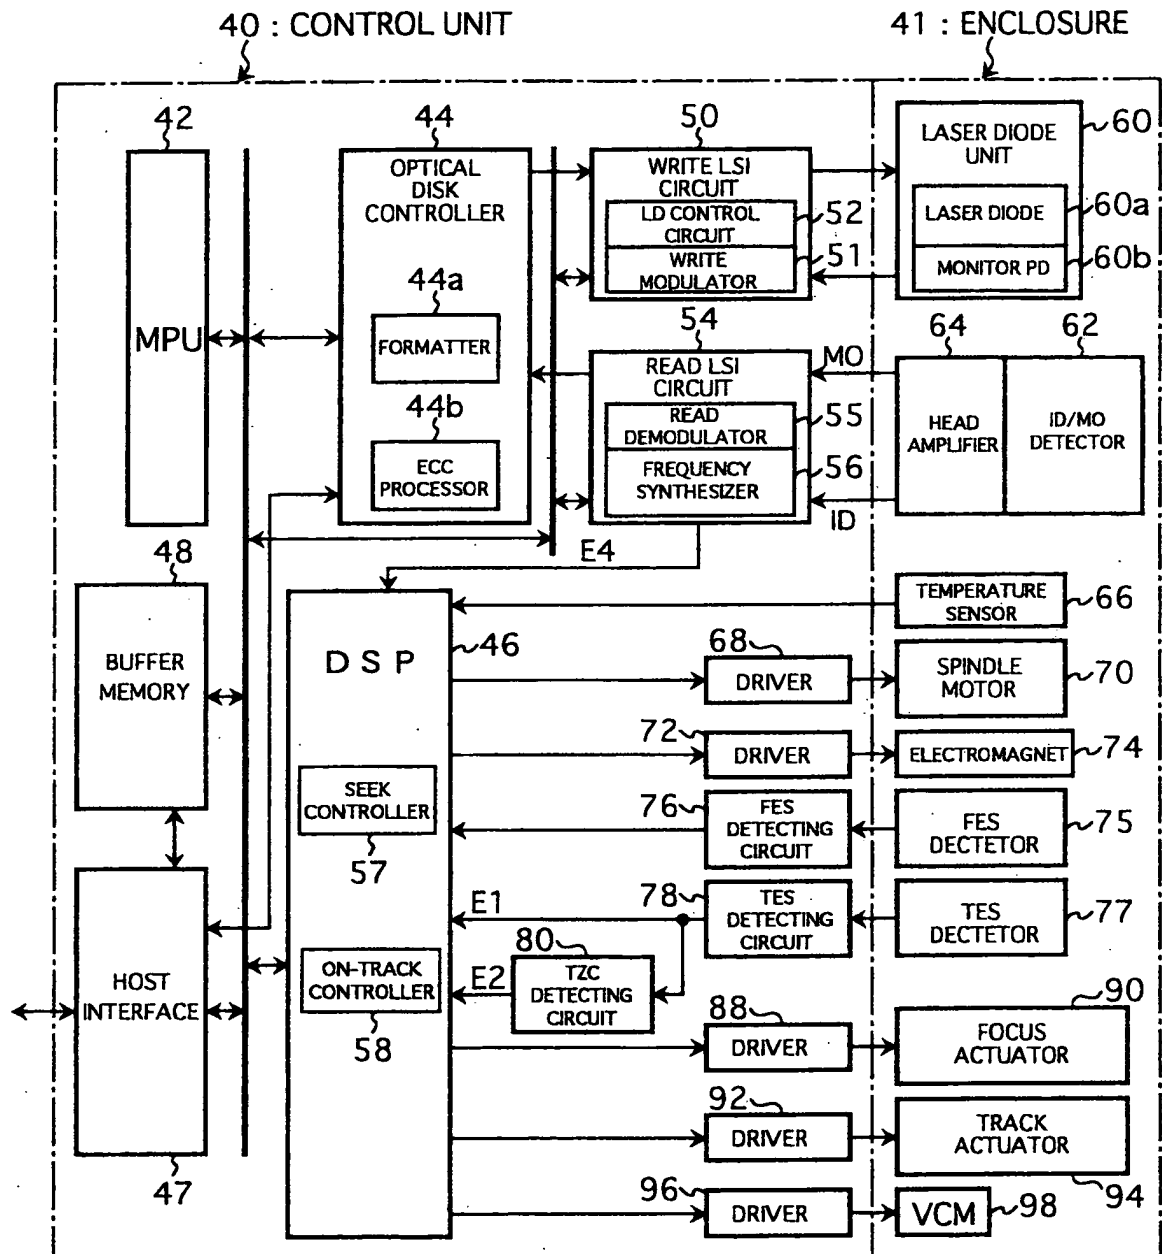 40 : CONTROL UNIT
41 : ENCLOSURE
42
MPU
44
OPTICAL
DISK
CONTROLLER
44a
FORMATTER
44b
ECC
PROCESSOR
50
WRITE LSI
CIRCUIT
LD CONTROL
CIRCUIT
52
WRITE
MODULATOR
51
LASER DIODE
UNIT
60
LASER DIODE
60a
MONITOR PD
60b
54
READ LSI
CIRCUIT
READ
DEMODULATOR
55
FREQUENCY
SYNTHESIZER
56
MO
ID
64
62
HEAD
AMPLIFIER
ID/MO
DETECTOR
E4
48
BUFFER
MEMORY
DSP
46
TEMPERATURE
SENSOR
66
68
DRIVER
SPINDLE
MOTOR
70
72
DRIVER
ELECTROMAGNET
74
SEEK
CONTROLLER
57
76
FES
DETECTING
CIRCUIT
FES
DECTETOR
75
E1
78
TES
DETECTING
CIRCUIT
TES
DECTETOR
77
ON-TRACK
CONTROLLER
58
E2
80
TZC
DETECTING
CIRCUIT
HOST
INTERFACE
47
88
DRIVER
90
FOCUS
ACTUATOR
92
DRIVER
TRACK
ACTUATOR
94
96
DRIVER
VCM
98